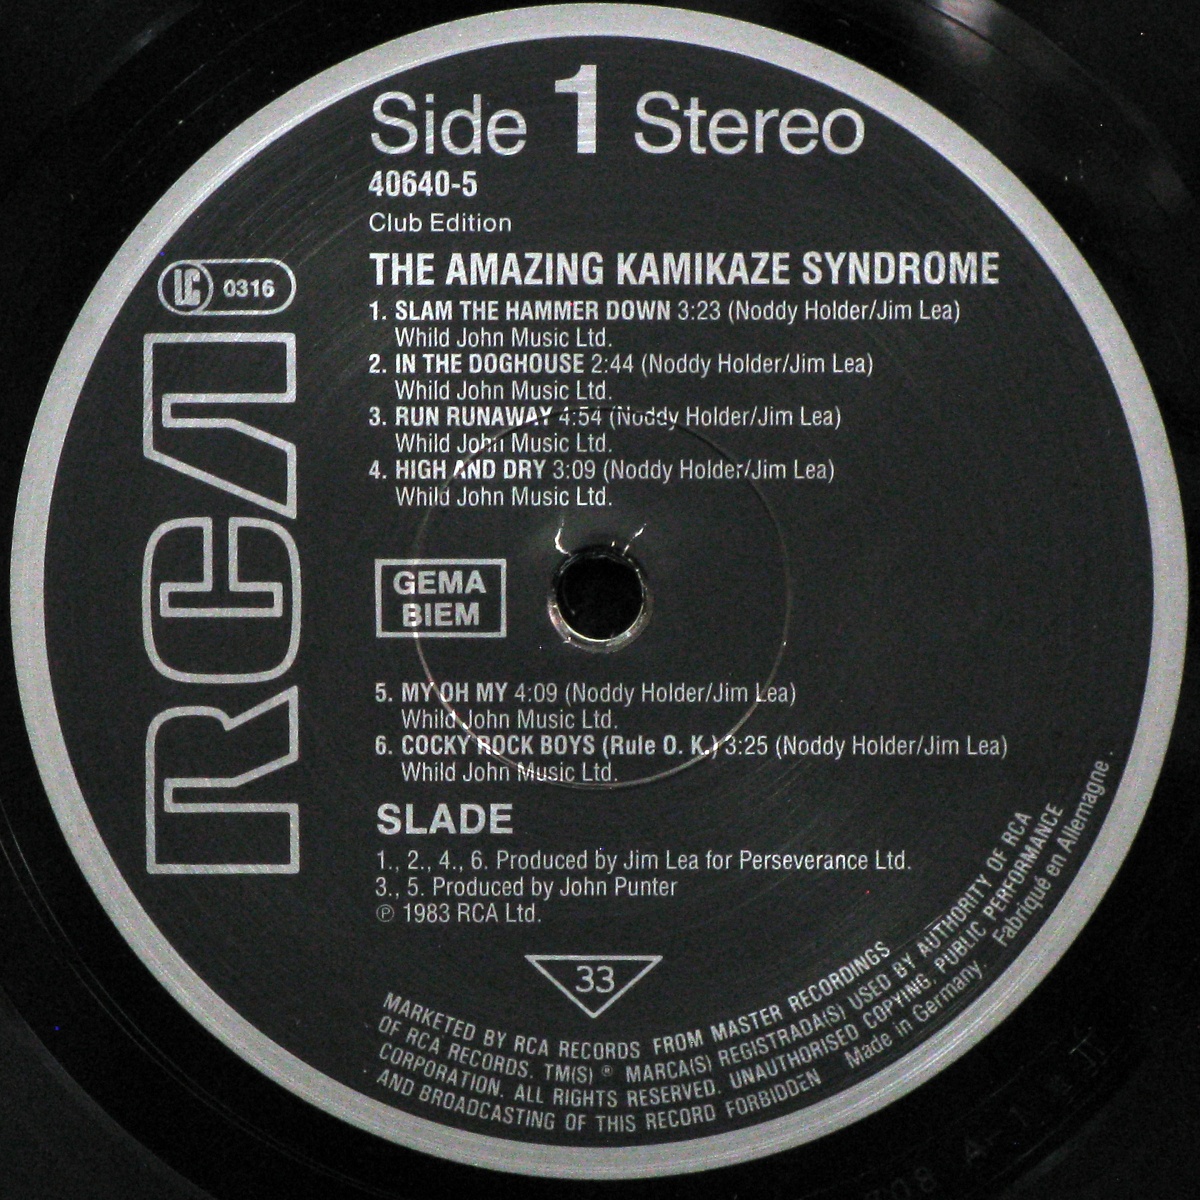 Side 1 Stereo
40640-5
Club Edition
LC 0316
RCA
THE AMAZING KAMIKAZE SYNDROME
1. SLAM THE HAMMER DOWN 3:23 (Noddy Holder/Jim Lea)
Whild John Music Ltd.
2. IN THE DOGHOUSE 2:44 (Noddy Holder/Jim Lea)
Whild John Music Ltd.
3. RUN RUNAWAY 4:54 (Noddy Holder/Jim Lea)
Whild John Music Ltd.
4. HIGH AND DRY 3:09 (Noddy Holder/Jim Lea)
Whild John Music Ltd.
GEMA
BIEM
5. MY OH MY 4:09 (Noddy Holder/Jim Lea)
Whild John Music Ltd.
6. COCKY ROCK BOYS (Rule O. K.) 3:25 (Noddy Holder/Jim Lea)
Whild John Music Ltd.
SLADE
1., 2., 4., 6. Produced by Jim Lea for Perseverance Ltd.
3., 5. Produced by John Punter
℗ 1983 RCA Ltd.
33
MARKETED BY RCA RECORDS FROM MASTER RECORDINGS
OF RCA RECORDS. TM(S) ® MARCA(S) REGISTRADA(S) USED BY AUTHORITY OF RCA
CORPORATION. ALL RIGHTS RESERVED. UNAUTHORISED COPYING, PUBLIC PERFORMANCE
AND BROADCASTING OF THIS RECORD FORBIDDEN Made in Germany. Fabriqué en Allemagne.